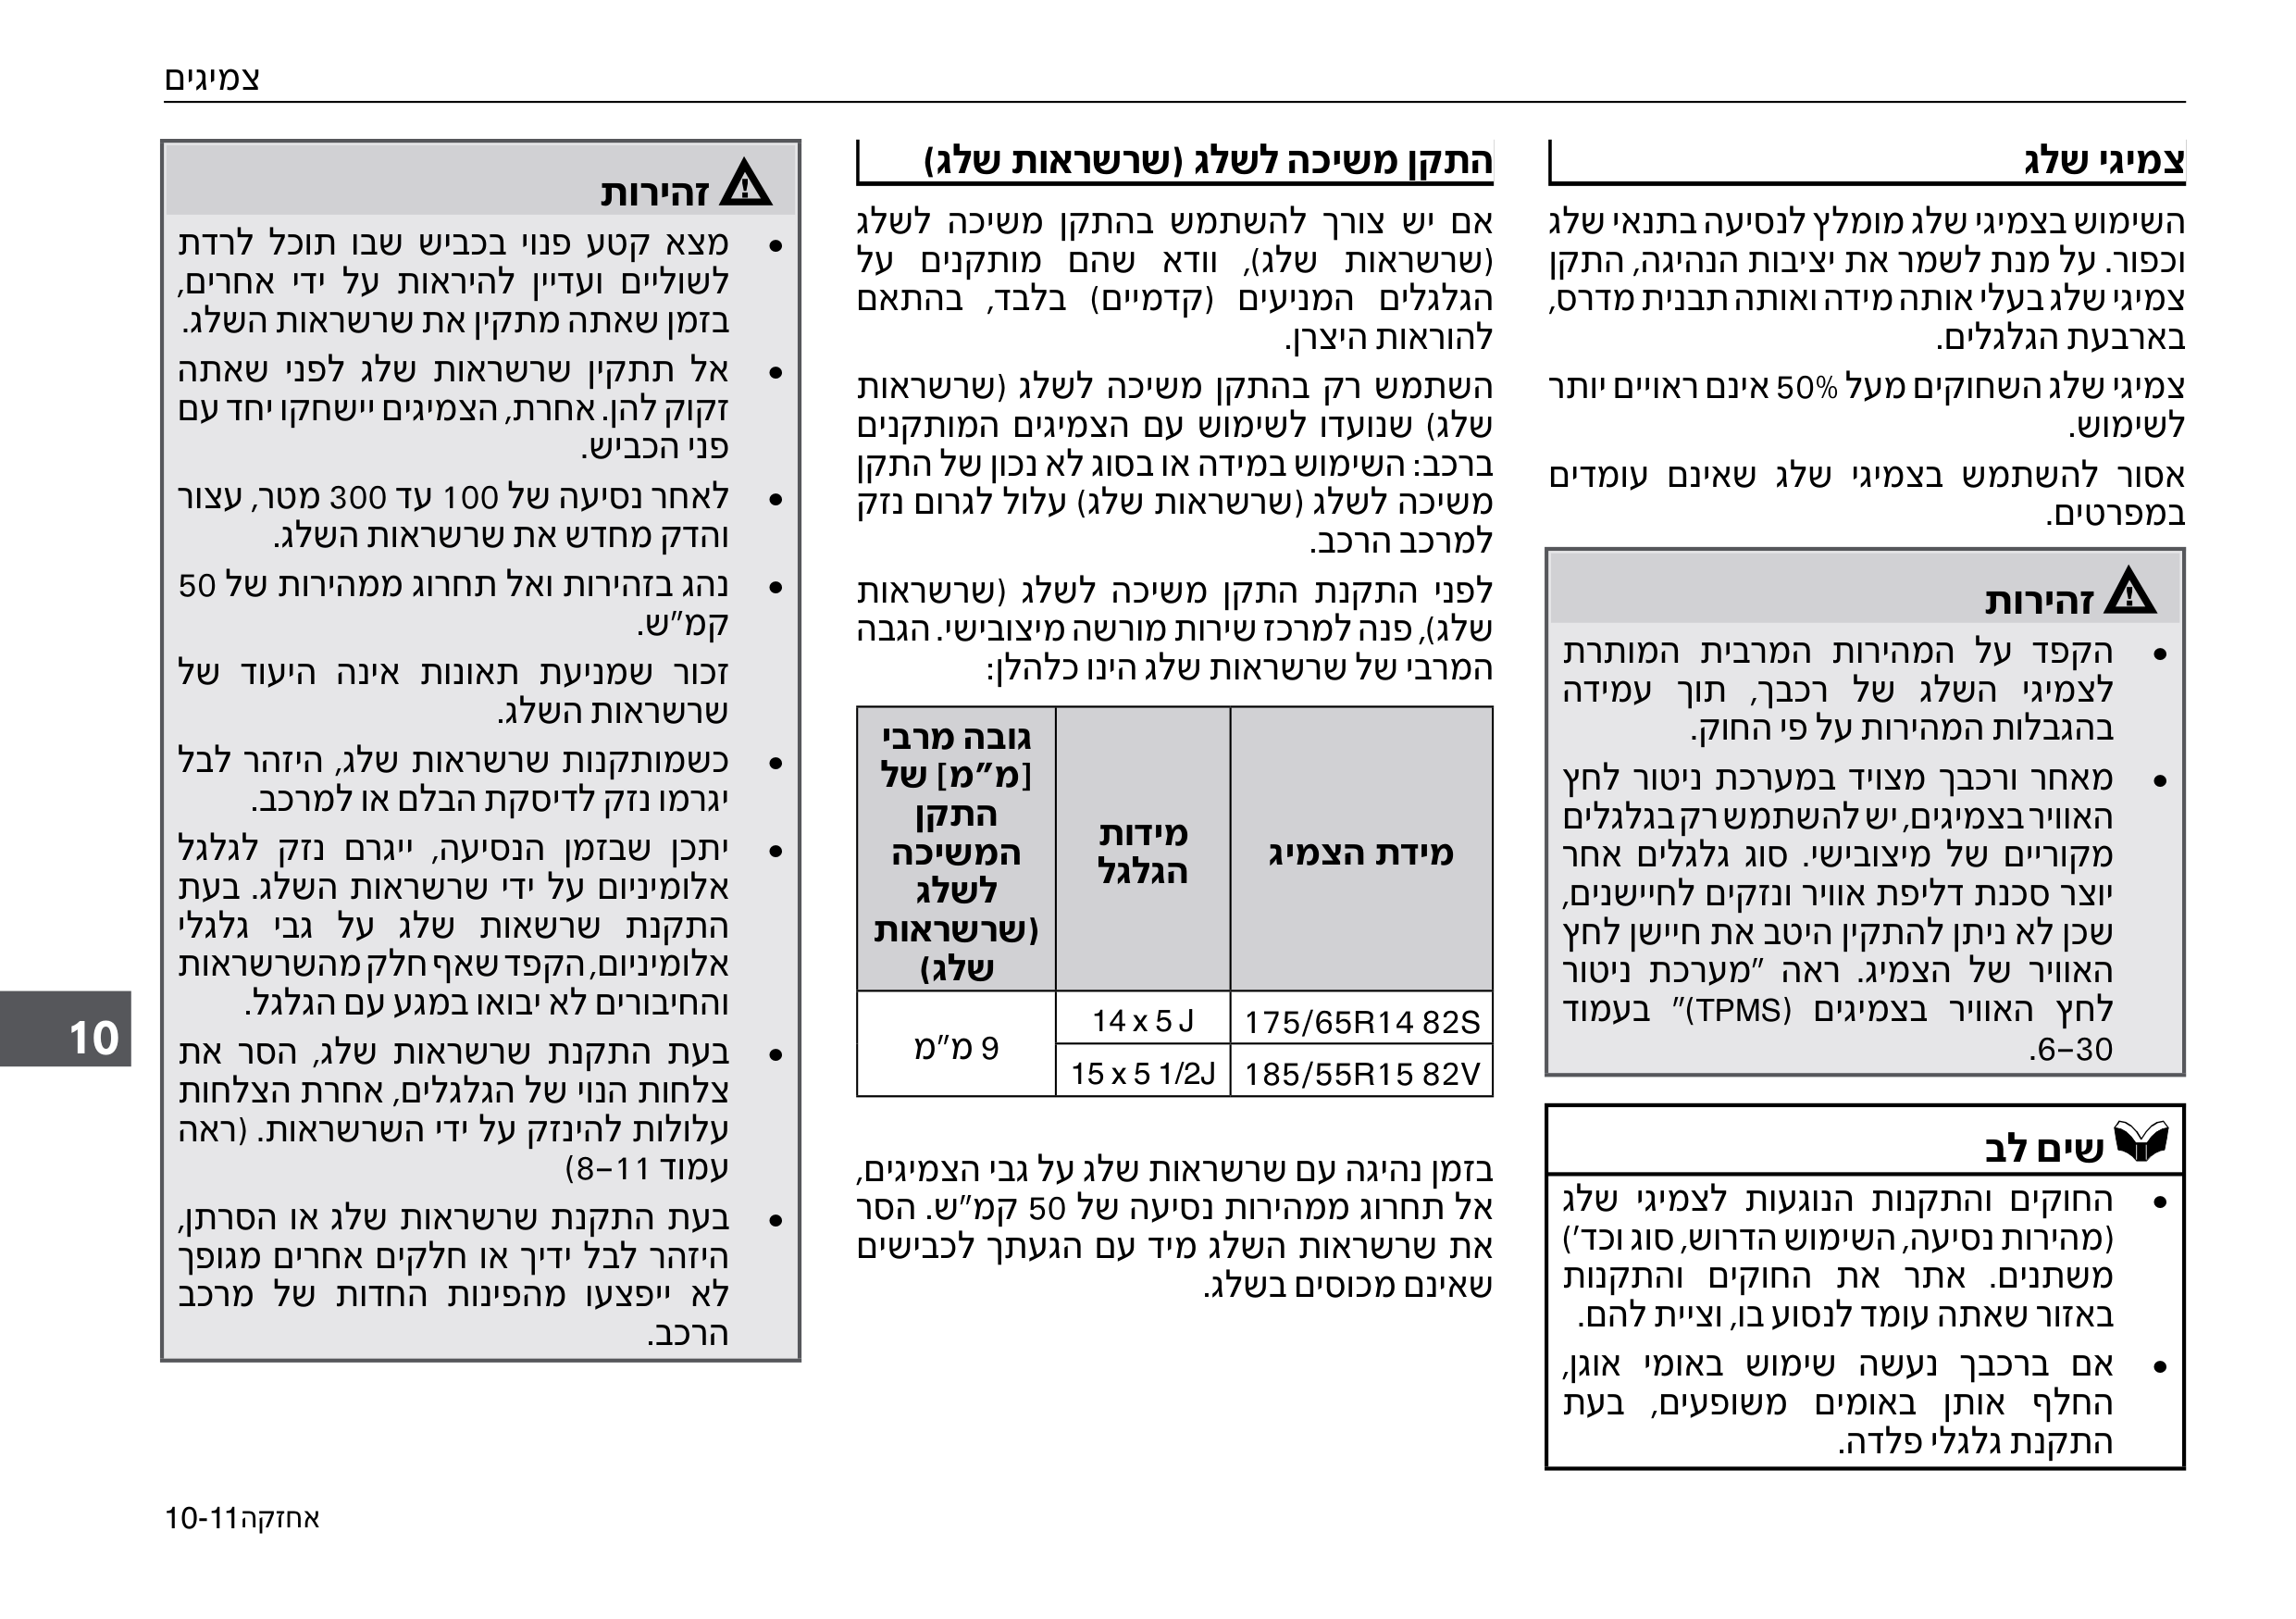 צמיגים
צמיגי שלג
השימוש בצמיגי שלג מומלץ לנסיעה בתנאי שלג
וכפור. על מנת לשמר את יציבות הנהיגה, התקן
צמיגי שלג בעלי אותה מידה ואותה תבנית מדרס,
בארבעת הגלגלים.
צמיגי שלג השחוקים מעל 50% אינם ראויים יותר
לשימוש.
אסור להשתמש בצמיגי שלג שאינם עומדים
במפרטים.
זהירות
• הקפד על המהירות המרבית המותרת
לצמיגי השלג של רכבך, תוך עמידה
בהגבלות המהירות על פי החוק.
• מאחר ורכבך מצויד במערכת ניטור לחץ
האוויר בצמיגים, יש להשתמש רק בגלגלים
מקוריים של מיצובישי. סוג גלגלים אחר
יוצר סכנת דליפת אוויר ונזקים לחיישנים,
שכן לא ניתן להתקין היטב את חיישן לחץ
האוויר של הצמיג. ראה ״מערכת ניטור
לחץ האוויר בצמיגים (TPMS)״ בעמוד
6–30.
שים לב
• החוקים והתקנות הנוגעות לצמיגי שלג
(מהירות נסיעה, השימוש הדרוש, סוג וכד׳)
משתנים. אתר את החוקים והתקנות
באזור שאתה עומד לנסוע בו, וציית להם.
• אם ברכבך נעשה שימוש באומי אוגן,
החלף אותן באומים משופעים, בעת
התקנת גלגלי פלדה.
התקן משיכה לשלג (שרשראות שלג)
אם יש צורך להשתמש בהתקן משיכה לשלג
(שרשראות שלג), וודא שהם מותקנים על
הגלגלים המניעים (קדמיים) בלבד, בהתאם
להוראות היצרן.
השתמש רק בהתקן משיכה לשלג (שרשראות
שלג) שנועדו לשימוש עם הצמיגים המותקנים
ברכב: השימוש במידה או בסוג לא נכון של התקן
משיכה לשלג (שרשראות שלג) עלול לגרום נזק
למרכב הרכב.
לפני התקנת התקן משיכה לשלג (שרשראות
שלג), פנה למרכז שירות מורשה מיצובישי. הגבה
המרבי של שרשראות שלג הינו כלהלן:
מידת הצמיג
מידות
הגלגל
גובה מרבי
[מ״מ] של
התקן
המשיכה
לשלג
(שרשראות
שלג)
175/65R14 82S
14 x 5 J
9 מ״מ
185/55R15 82V
15 x 5 1/2J
בזמן נהיגה עם שרשראות שלג על גבי הצמיגים,
אל תחרוג ממהירות נסיעה של 50 קמ״ש. הסר
את שרשראות השלג מיד עם הגעתך לכבישים
שאינם מכוסים בשלג.
זהירות
• מצא קטע פנוי בכביש שבו תוכל לרדת
לשוליים ועדיין להיראות על ידי אחרים,
בזמן שאתה מתקין את שרשראות השלג.
• אל תתקין שרשראות שלג לפני שאתה
זקוק להן. אחרת, הצמיגים יישחקו יחד עם
פני הכביש.
• לאחר נסיעה של 100 עד 300 מטר, עצור
והדק מחדש את שרשראות השלג.
• נהג בזהירות ואל תחרוג ממהירות של 50
קמ״ש.
זכור שמניעת תאונות אינה היעוד של
שרשראות השלג.
• כשמותקנות שרשראות שלג, היזהר לבל
יגרמו נזק לדיסקת הבלם או למרכב.
• יתכן שבזמן הנסיעה, ייגרם נזק לגלגל
אלומיניום על ידי שרשראות השלג. בעת
התקנת שרשאות שלג על גבי גלגלי
אלומיניום, הקפד שאף חלק מהשרשראות
והחיבורים לא יבואו במגע עם הגלגל.
• בעת התקנת שרשראות שלג, הסר את
צלחות הנוי של הגלגלים, אחרת הצלחות
עלולות להינזק על ידי השרשראות. (ראה
עמוד 8–11)
• בעת התקנת שרשראות שלג או הסרתן,
היזהר לבל ידיך או חלקים אחרים מגופך
לא ייפצעו מהפינות החדות של מרכב
הרכב.
10
אחזקה10-11